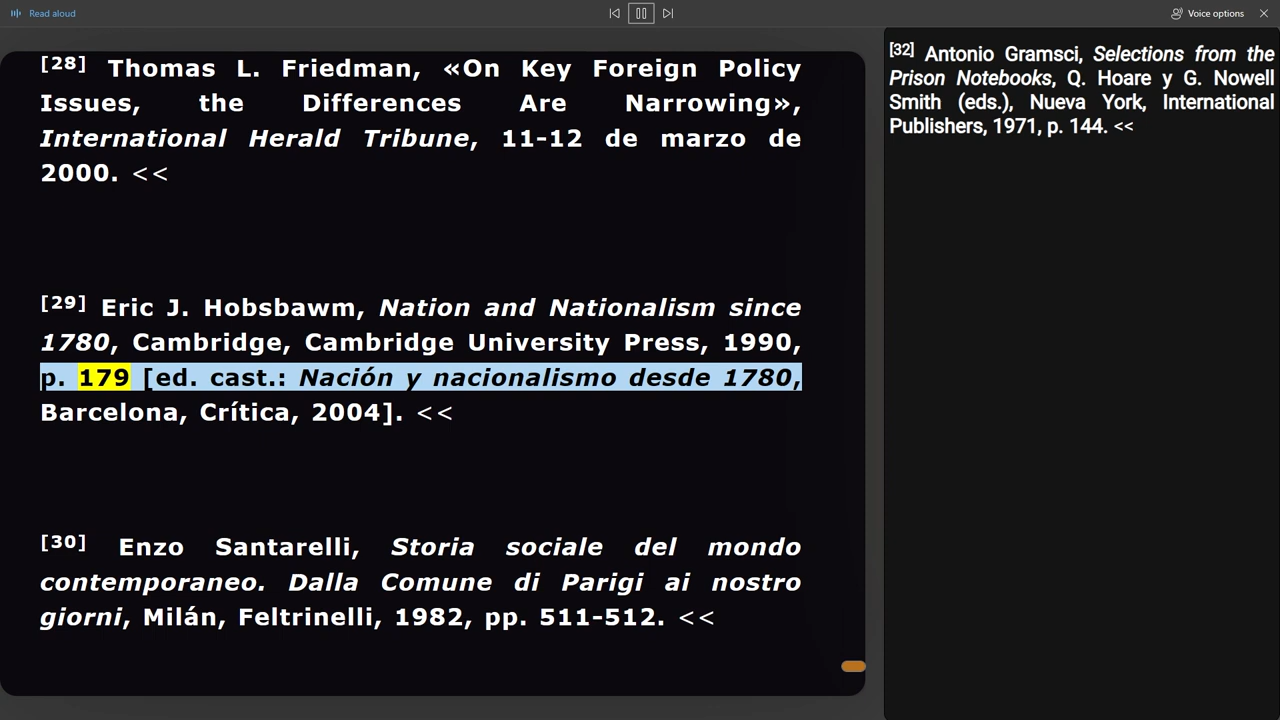 Read aloud
Voice options
[28] Thomas L. Friedman, «On Key Foreign Policy
Issues, the Differences Are Narrowing»,
International Herald Tribune, 11-12 de marzo de
2000. <<
[29] Eric J. Hobsbawm, Nation and Nationalism since
1780, Cambridge, Cambridge University Press, 1990,
p. 179 [ed. cast.: Nación y nacionalismo desde 1780,
Barcelona, Crítica, 2004]. <<
[30] Enzo Santarelli, Storia sociale del mondo
contemporaneo. Dalla Comune di Parigi ai nostro
giorni, Milán, Feltrinelli, 1982, pp. 511-512. <<
[32] Antonio Gramsci, Selections from the
Prison Notebooks, Q. Hoare y G. Nowell
Smith (eds.), Nueva York, International
Publishers, 1971, p. 144. <<